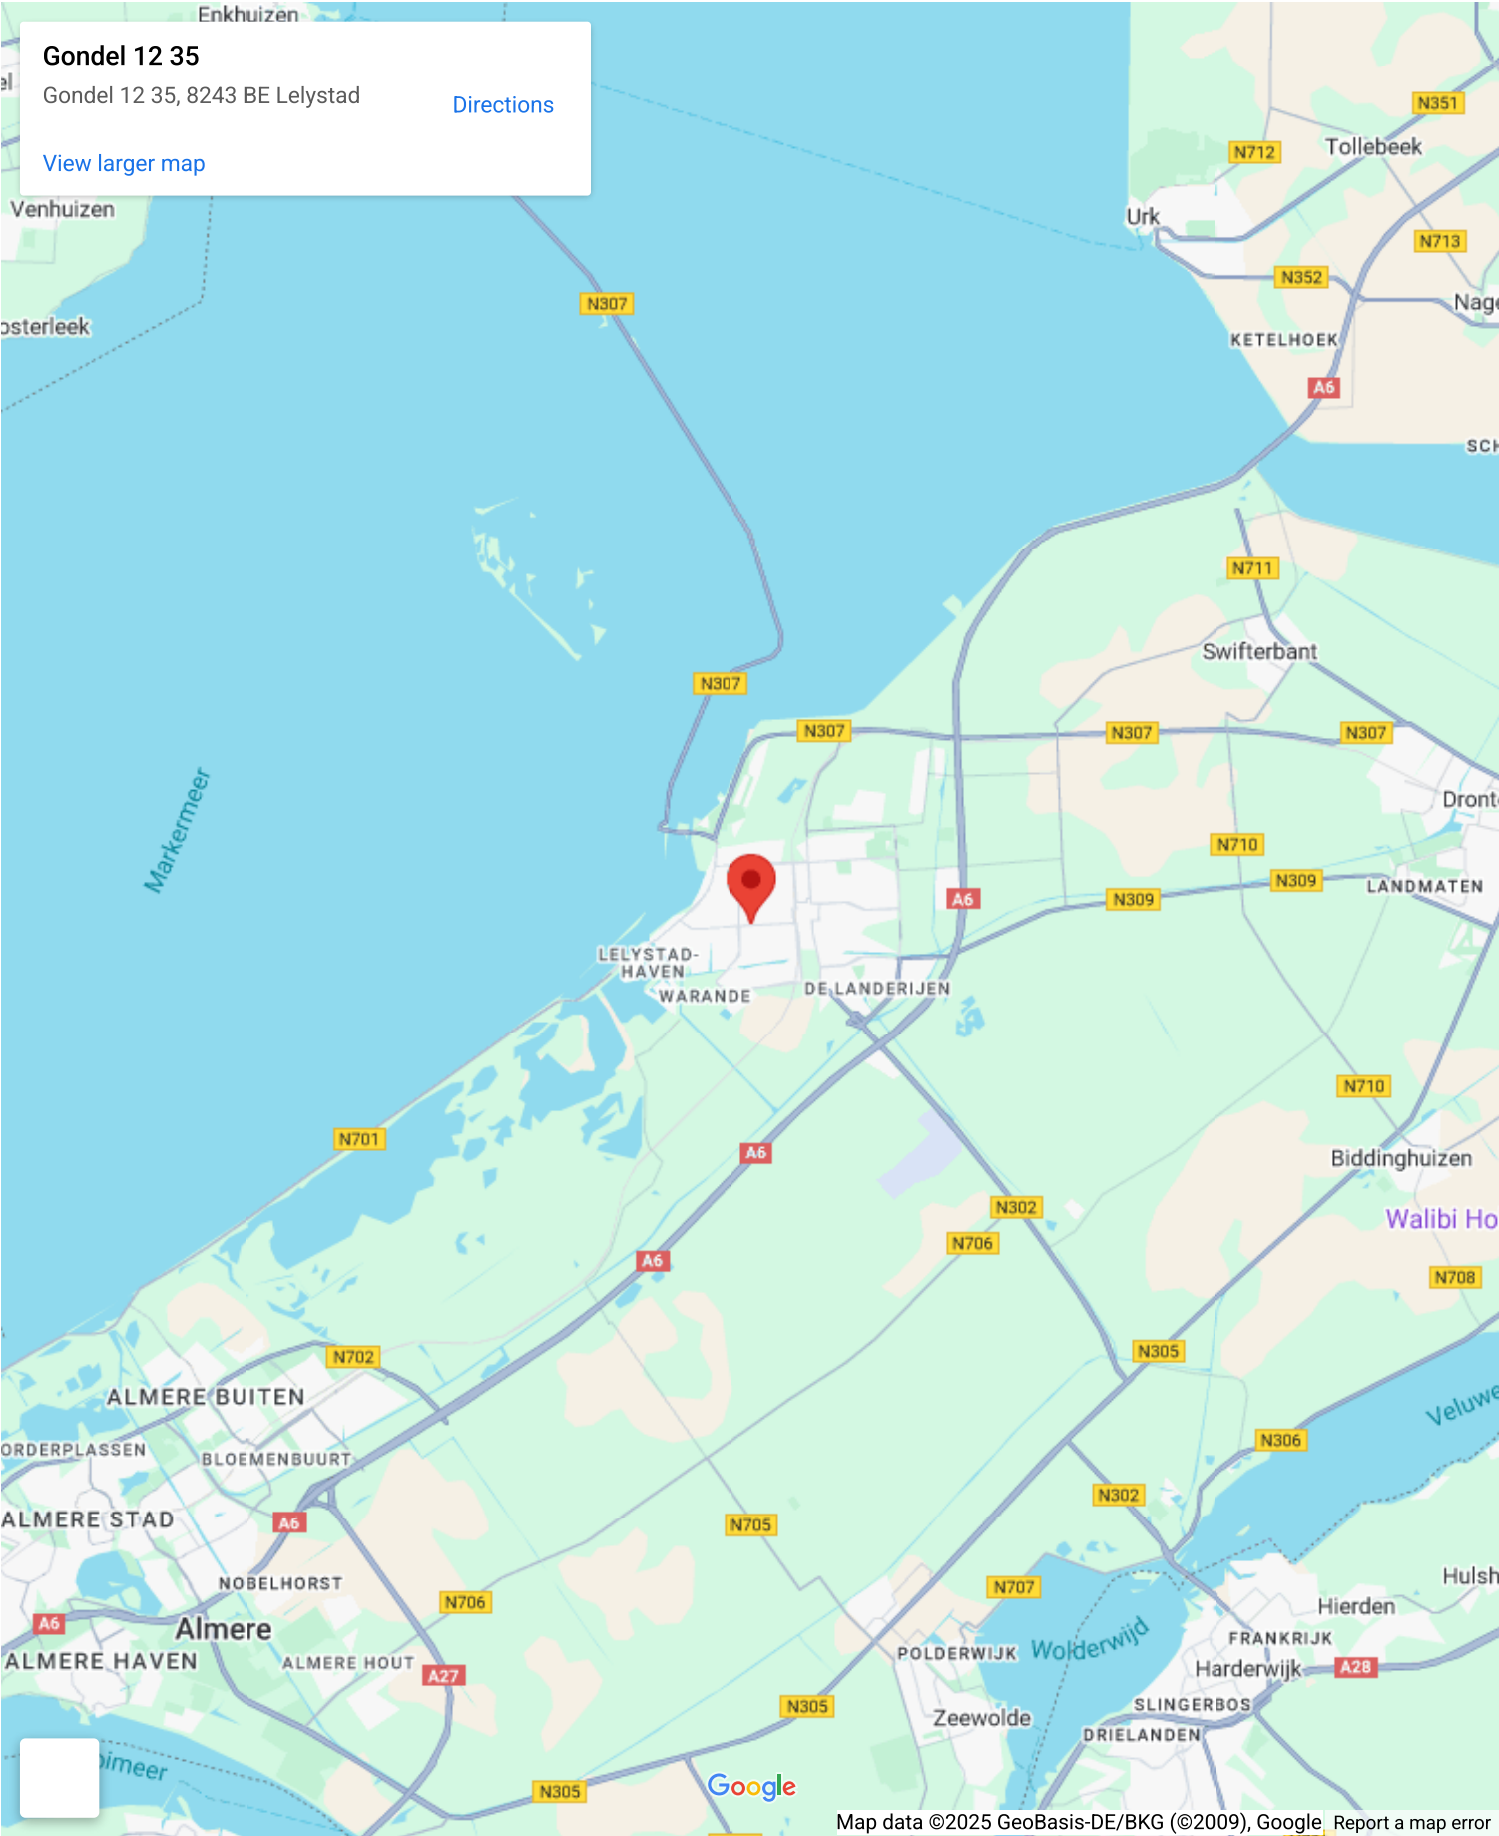 Enkhuizen
Gondel 12 35
Gondel 12 35, 8243 BE Lelystad
Directions
View larger map
el
Venhuizen
osterleek
N307
N351
N712
Tollebeek
Urk
N713
N352
Nage
KETELHOEK
A6
SCH
N711
Swifterbant
N307
N307
N307
N307
Markermeer
Dront
N710
N309
LANDMATEN
A6
N309
LELYSTAD-
HAVEN
WARANDE
DE LANDERIJEN
N710
N701
A6
Biddinghuizen
N302
Walibi Ho
N706
A6
N708
N305
N702
ALMERE BUITEN
Veluwe
N306
ORDERPLASSEN
BLOEMENBUURT
N302
ALMERE STAD
A6
N705
NOBELHORST
N707
Hulsh
N706
Hierden
A6
Almere
FRANKRIJK
POLDERWIJK
Wolderwijd
ALMERE HAVEN
ALMERE HOUT
A27
Harderwijk
A28
N305
SLINGERBOS
Zeewolde
DRIELANDEN
oimeer
N305
Google
Map data ©2025 GeoBasis-DE/BKG (©2009), Google
Report a map error